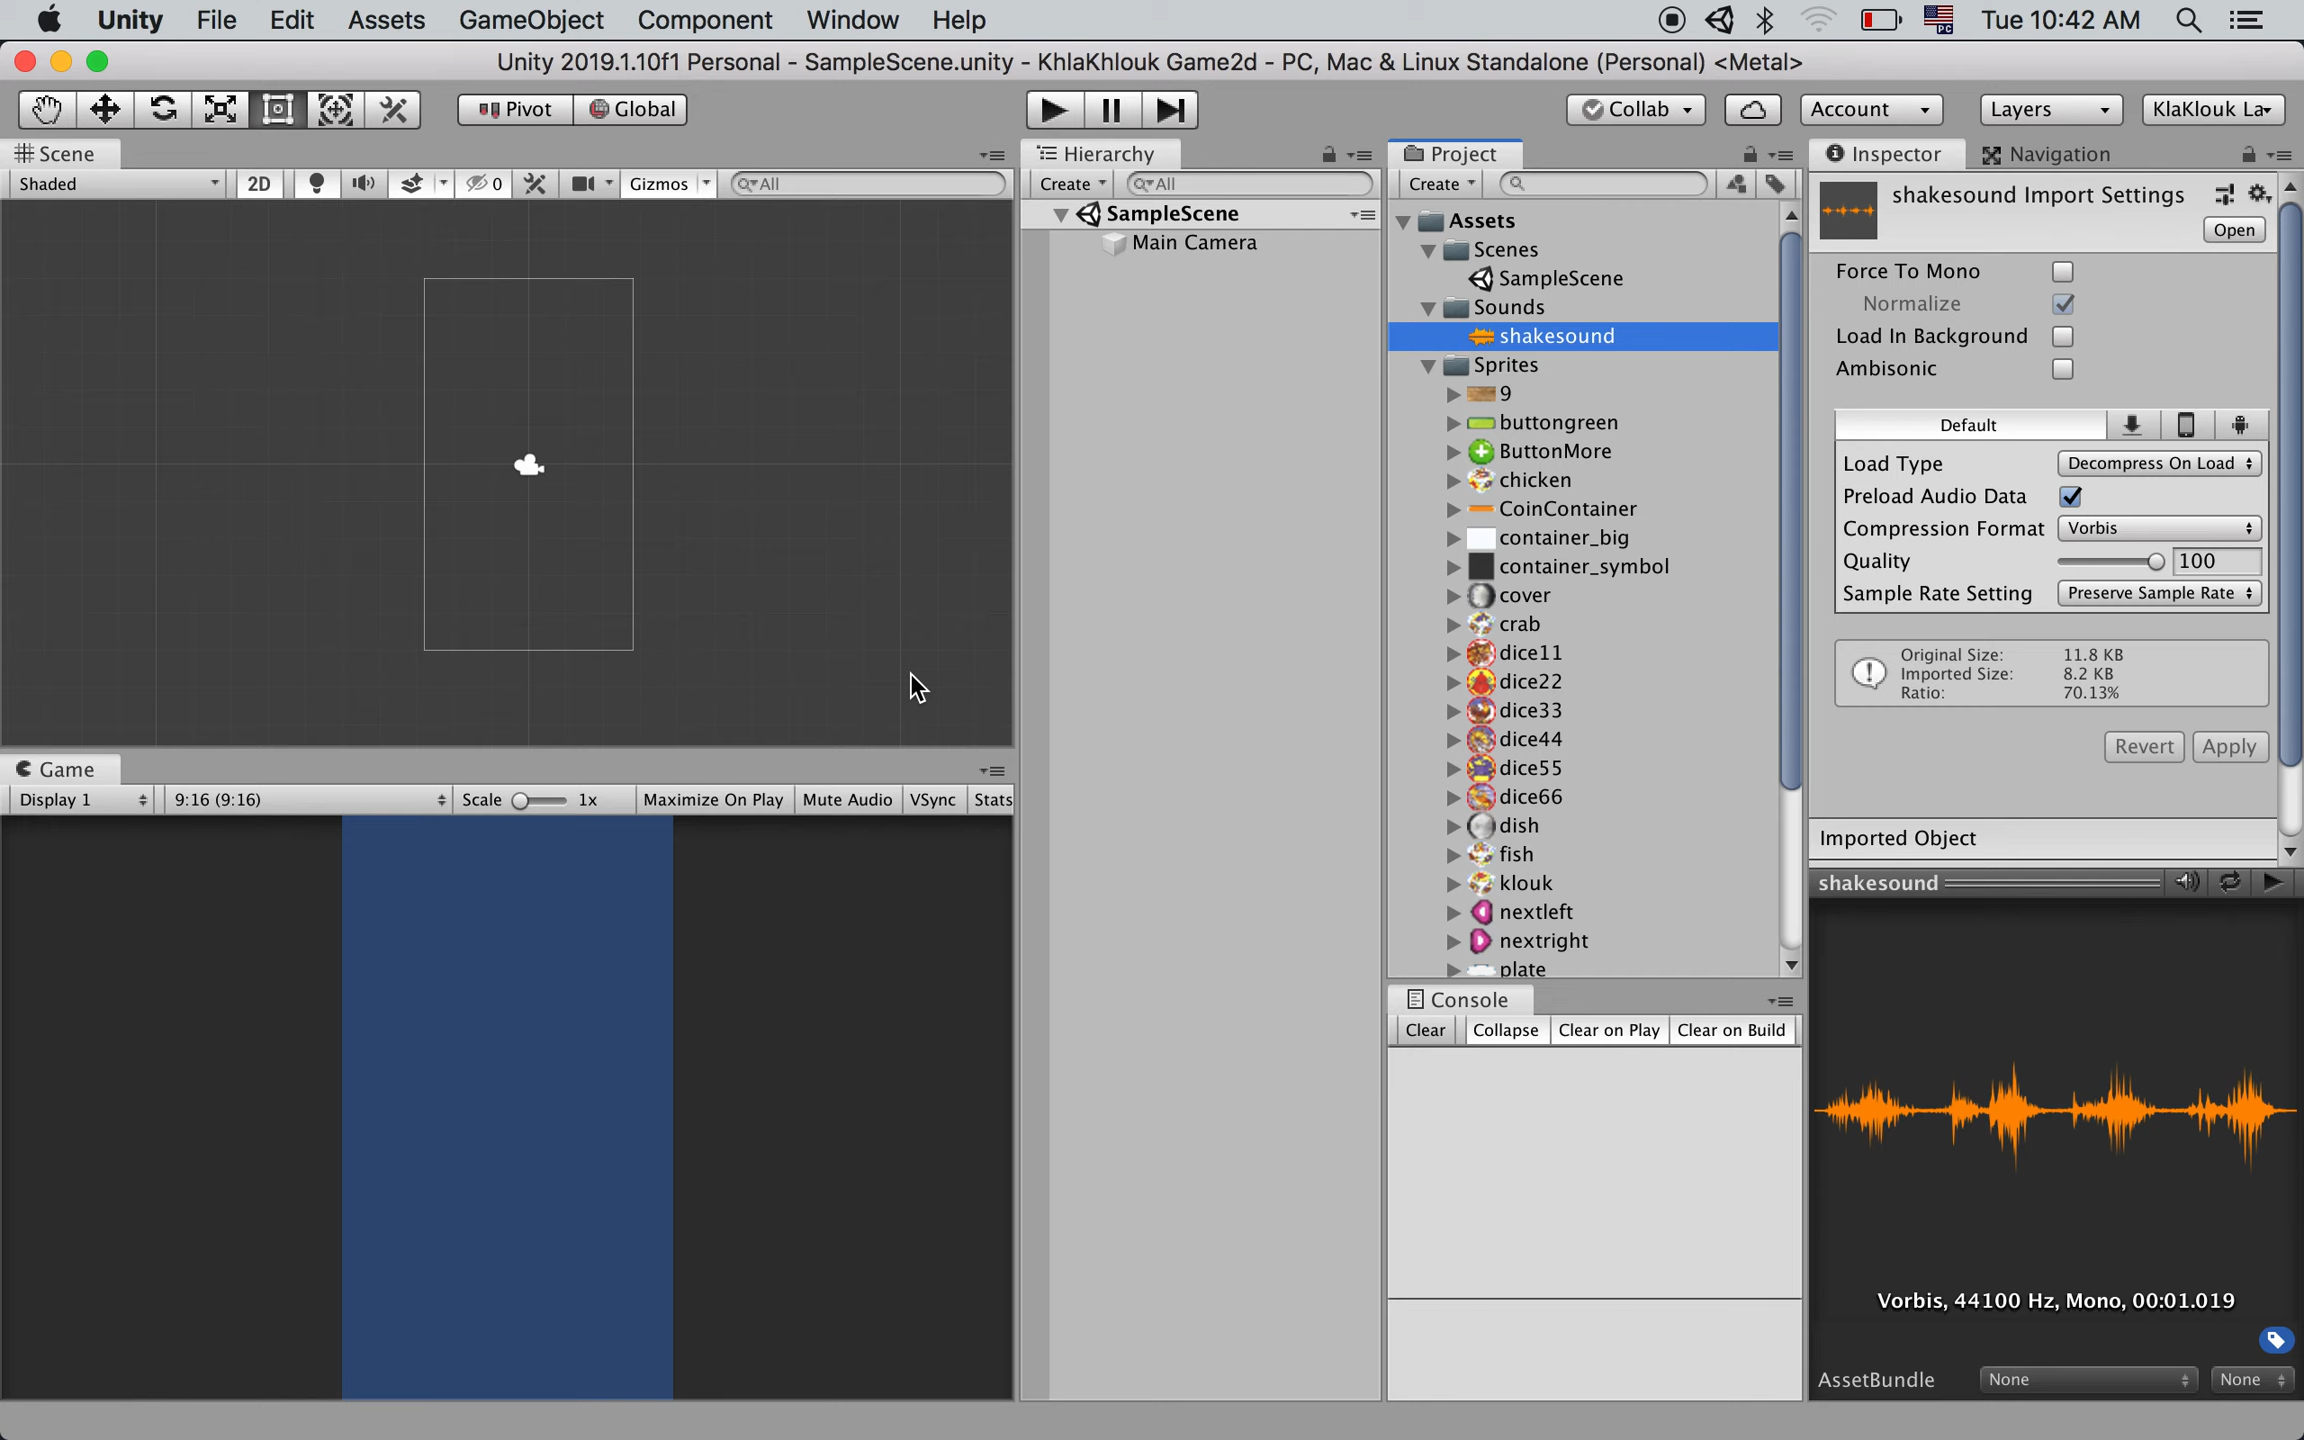 Unity File Edit Assets GameObject Component Window Help Tue 10:42 AM
Unity 2019.1.10f1 Personal - SampleScene.unity - KhlaKhlouk Game2d - PC, Mac & Linux Standalone (Personal) <Metal>
Pivot Global Collab Account Layers KlaKlouk La
Scene
Shaded 2D 0 Gizmos All
Hierarchy
Create All
SampleScene
Main Camera
Project
Create
Assets
Scenes
SampleScene
Sounds
shakesound
Sprites
9
buttongreen
ButtonMore
chicken
CoinContainer
container_big
container_symbol
cover
crab
dice11
dice22
dice33
dice44
dice55
dice66
dish
fish
klouk
nextleft
nextright
plate
Inspector Navigation
shakesound Import Settings
Open
Force To Mono
Normalize
Load In Background
Ambisonic
Default
Load Type Decompress On Load
Preload Audio Data
Compression Format Vorbis
Quality 100
Sample Rate Setting Preserve Sample Rate
Original Size: 11.8 KB
Imported Size: 8.2 KB
Ratio: 70.13%
Revert Apply
Imported Object
shakesound
Vorbis, 44100 Hz, Mono, 00:01.019
AssetBundle None None
Game
Display 1 9:16 (9:16) Scale 1x Maximize On Play Mute Audio VSync Stats
Console
Clear Collapse Clear on Play Clear on Build